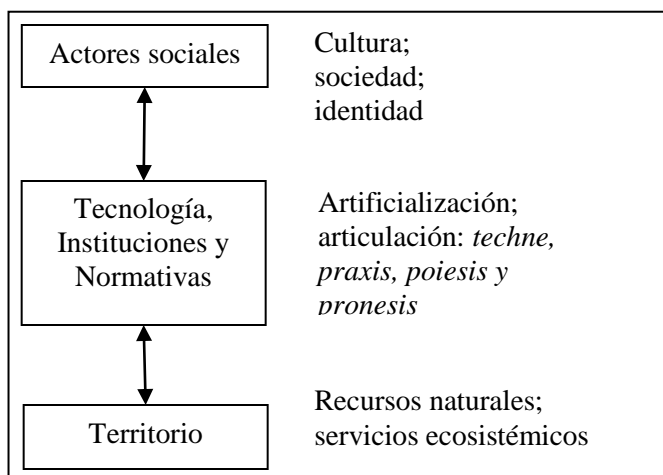 Actores sociales
Cultura;
sociedad;
identidad
Tecnología,
Instituciones y
Normativas
Artificialización;
articulación: techne,
praxis, poiesis y
pronesis
Territorio
Recursos naturales;
servicios ecosistémicos